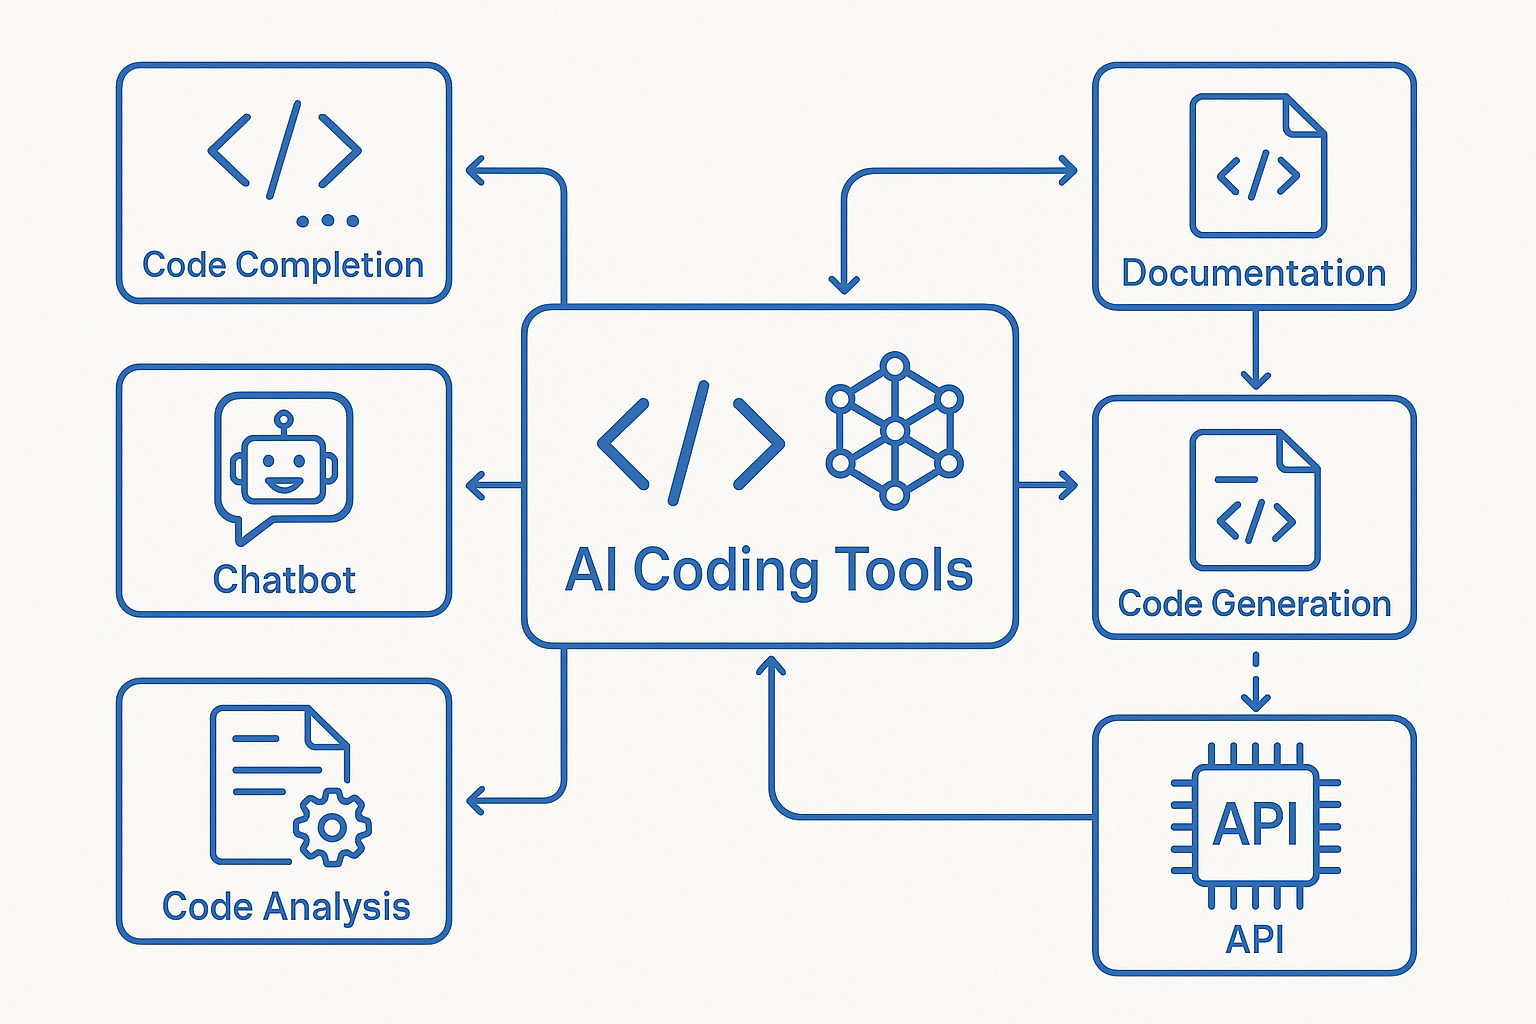 Code Completion
Chatbot
Code Analysis
AI Coding Tools
Documentation
Code Generation
API
API